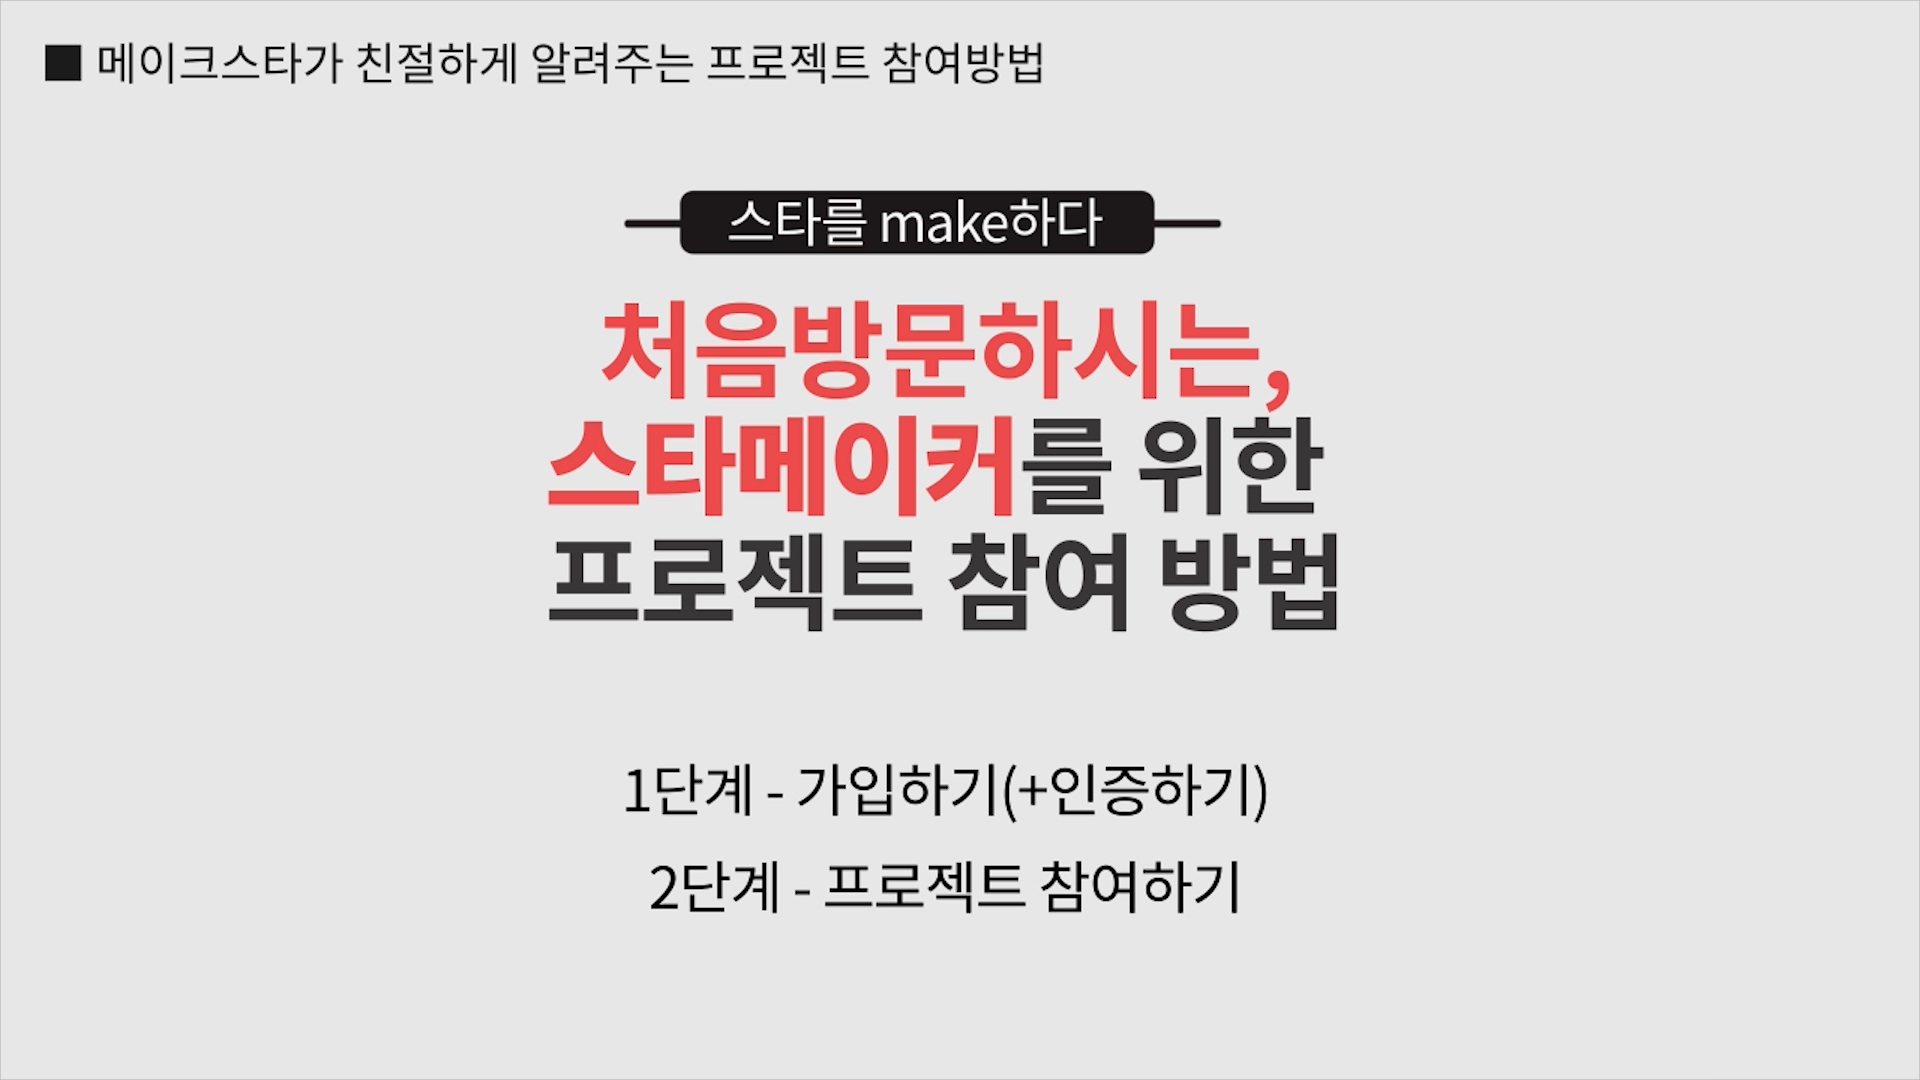 ■ 메이크스타가 친절하게 알려주는 프로젝트 참여방법
스타를 make하다
처음방문하시는,
스타메이커를 위한
프로젝트 참여 방법
1단계 - 가입하기(+인증하기)
2단계 - 프로젝트 참여하기